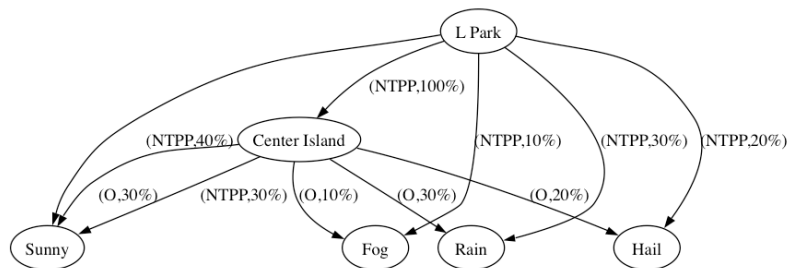 L Park
(NTPP,100%)
(NTPP,40%)
Center Island
(NTPP,10%)
(NTPP,30%)
(NTPP,20%)
(O,30%)
(NTPP,30%)
(O,10%)
(O,30%)
(O,20%)
Sunny
Fog
Rain
Hail